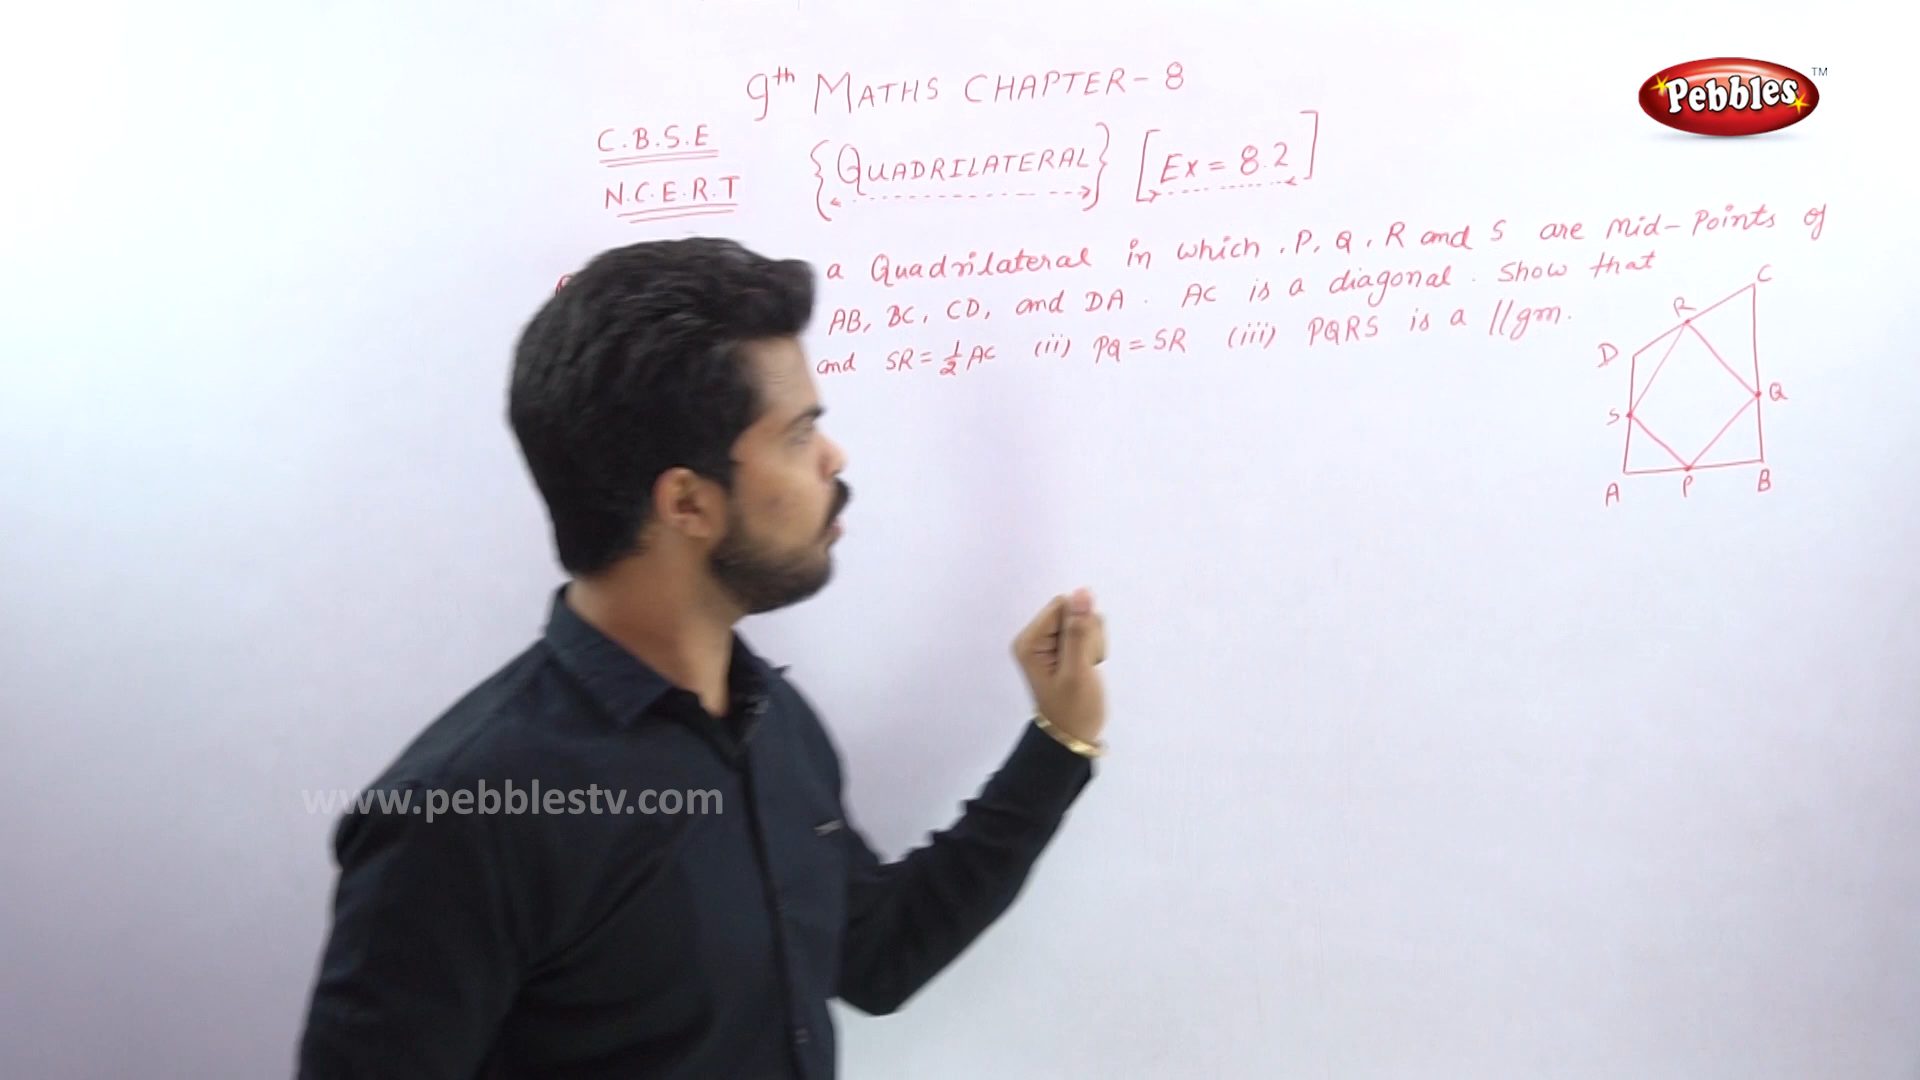 9th MATHS CHAPTER-8
Pebbles TM
C.B.S.E
{QUADRILATERAL} [Ex = 8.2]
N.C.E.R.T
a Quadrilateral in which, P, Q, R and S are mid-points of
AB, BC, CD, and DA. AC is a diagonal. Show that
and SR = 1/2 AC (ii) PQ = SR (iii) PQRS is a //gm.
C
R
D
Q
S
A P B
www.pebblestv.com